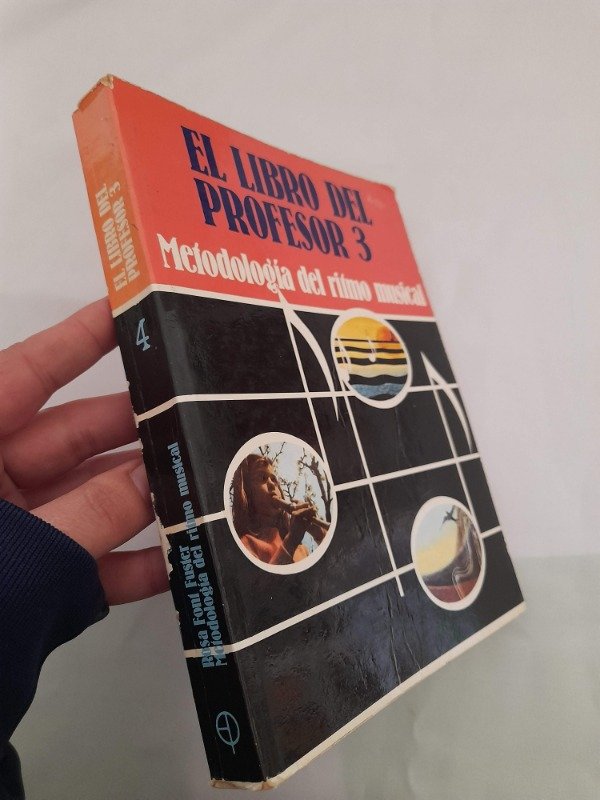 EL LIBRO DEL
PROFESOR 3
Metodología del ritmo musical
EL LIBRO DEL
PROFESOR 3
4
Rosa Font Fuster
Metodología del ritmo musical